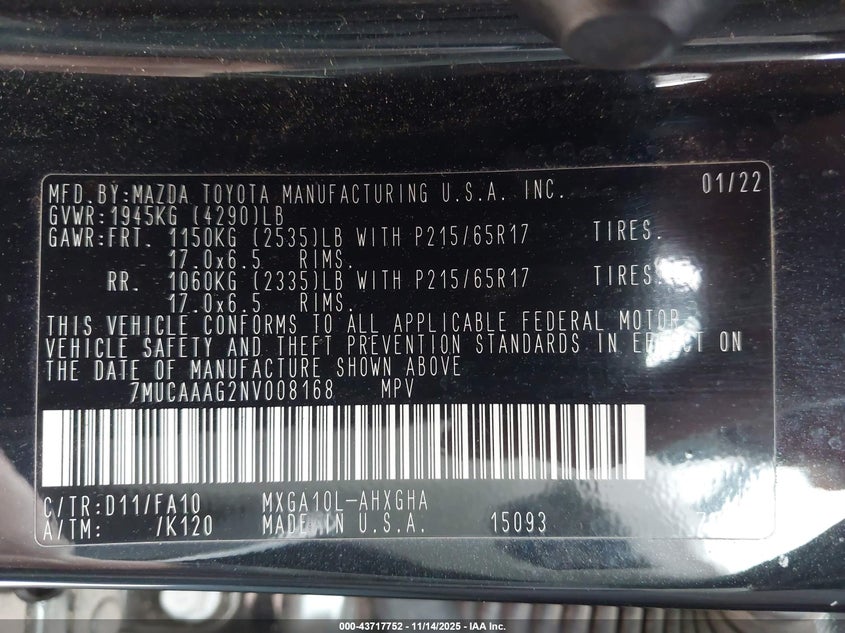 MFD.BY:MAZDA TOYOTA MANUFACTURING U.S.A. INC. 01/22
GVWR:1945KG (4290)LB
GAWR:FRT. 1150KG (2535)LB WITH P215/65R17 TIRES.
17.0x6.5 RIMS.
RR. 1060KG (2335)LB WITH P215/65R17 TIRES.
17.0x6.5 RIMS.
THIS VEHICLE CONFORMS TO ALL APPLICABLE FEDERAL MOTOR
VEHICLE SAFETY AND THEFT PREVENTION STANDARDS IN EFFECT ON
THE DATE OF MANUFACTURE SHOWN ABOVE
7MUCAAAG2NV008168 MPV
C/TR:D11/FA10 MXGA10L-AHXGHA
A/TM: /K120 MADE IN U.S.A. 15093
000-43717752 - 11/14/2025 - IAA Inc.